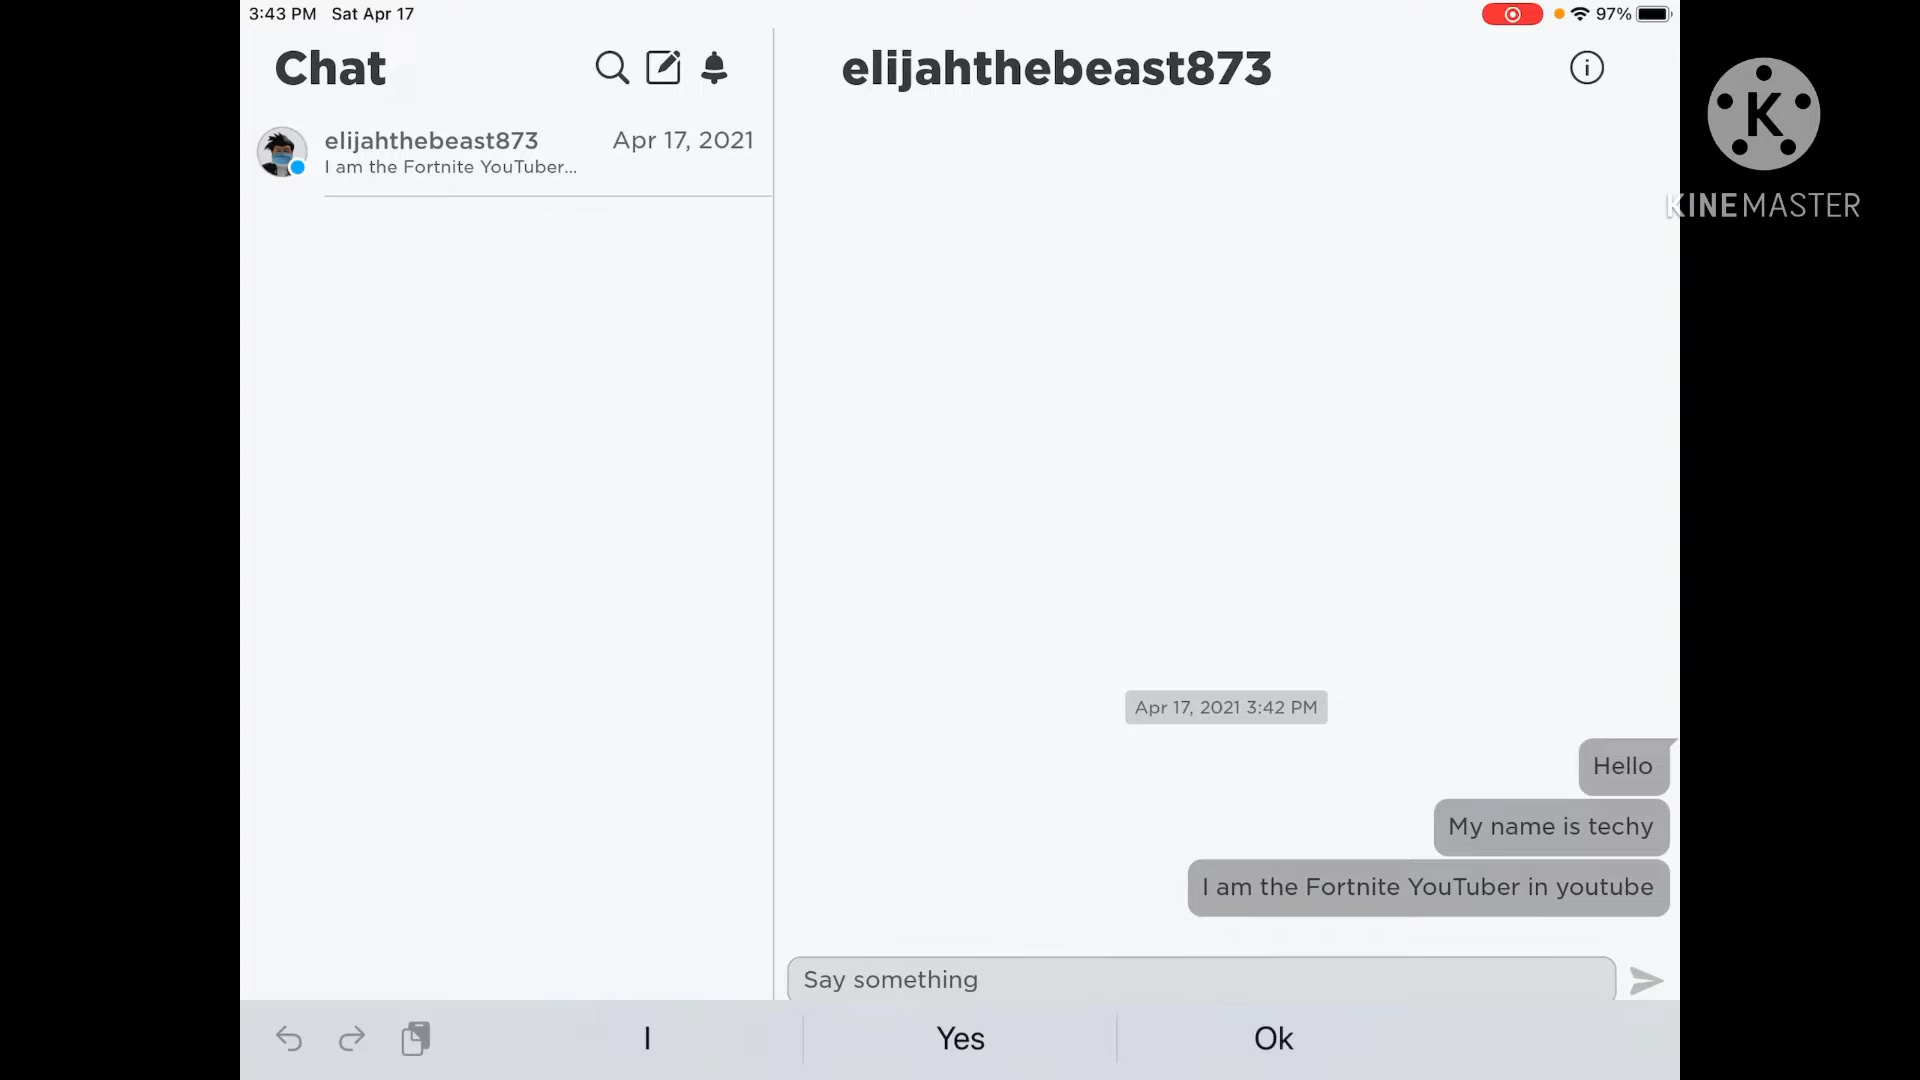 3:43 PM Sat Apr 17
97%
Chat
elijahthebeast873
Apr 17, 2021
I am the Fortnite YouTuber...
elijahthebeast873
K
KINEMASTER
Apr 17, 2021 3:42 PM
Hello
My name is techy
I am the Fortnite YouTuber in youtube
Say something
I
Yes
Ok